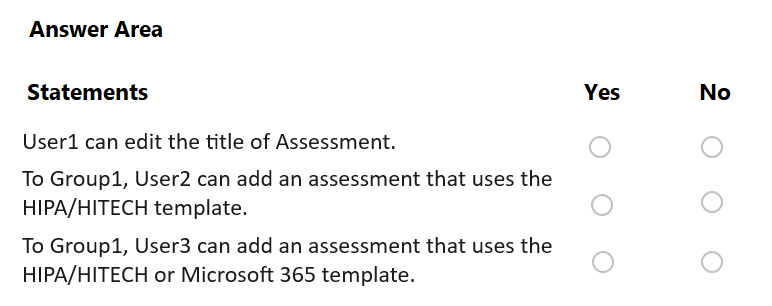 Answer Area
Statements Yes No
User1 can edit the title of Assessment.
To Group1, User2 can add an assessment that uses the
HIPA/HITECH template.
To Group1, User3 can add an assessment that uses the
HIPA/HITECH or Microsoft 365 template.